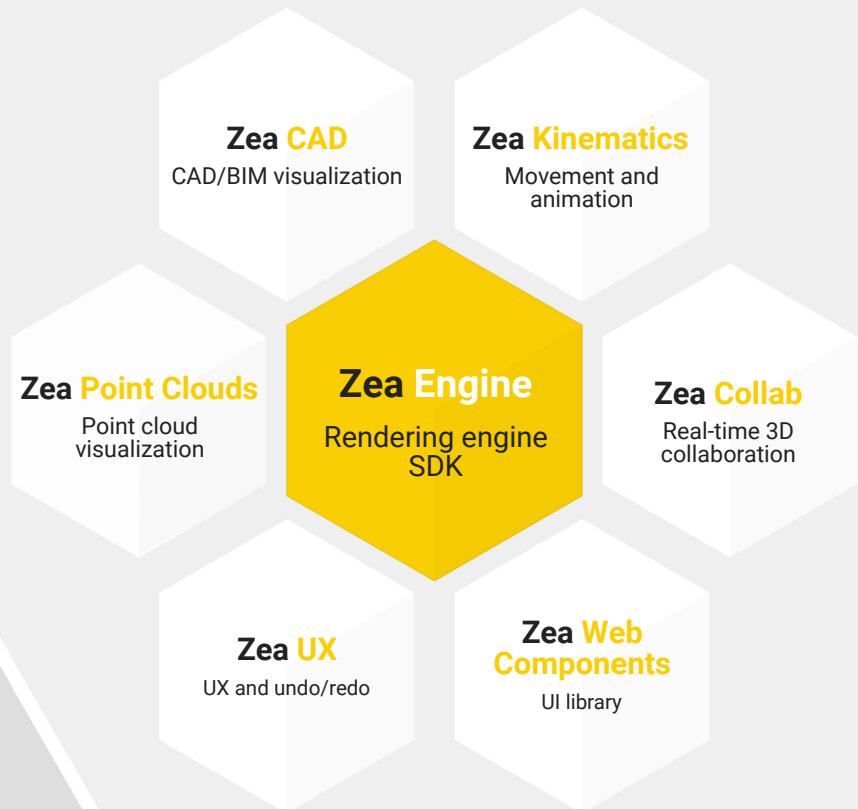 Zea CAD
CAD/BIM visualization
Zea Kinematics
Movement and
animation
Zea Point Clouds
Point cloud
visualization
Zea Engine
Rendering engine
SDK
Zea Collab
Real-time 3D
collaboration
Zea UX
UX and undo/redo
Zea Web
Components
UI library